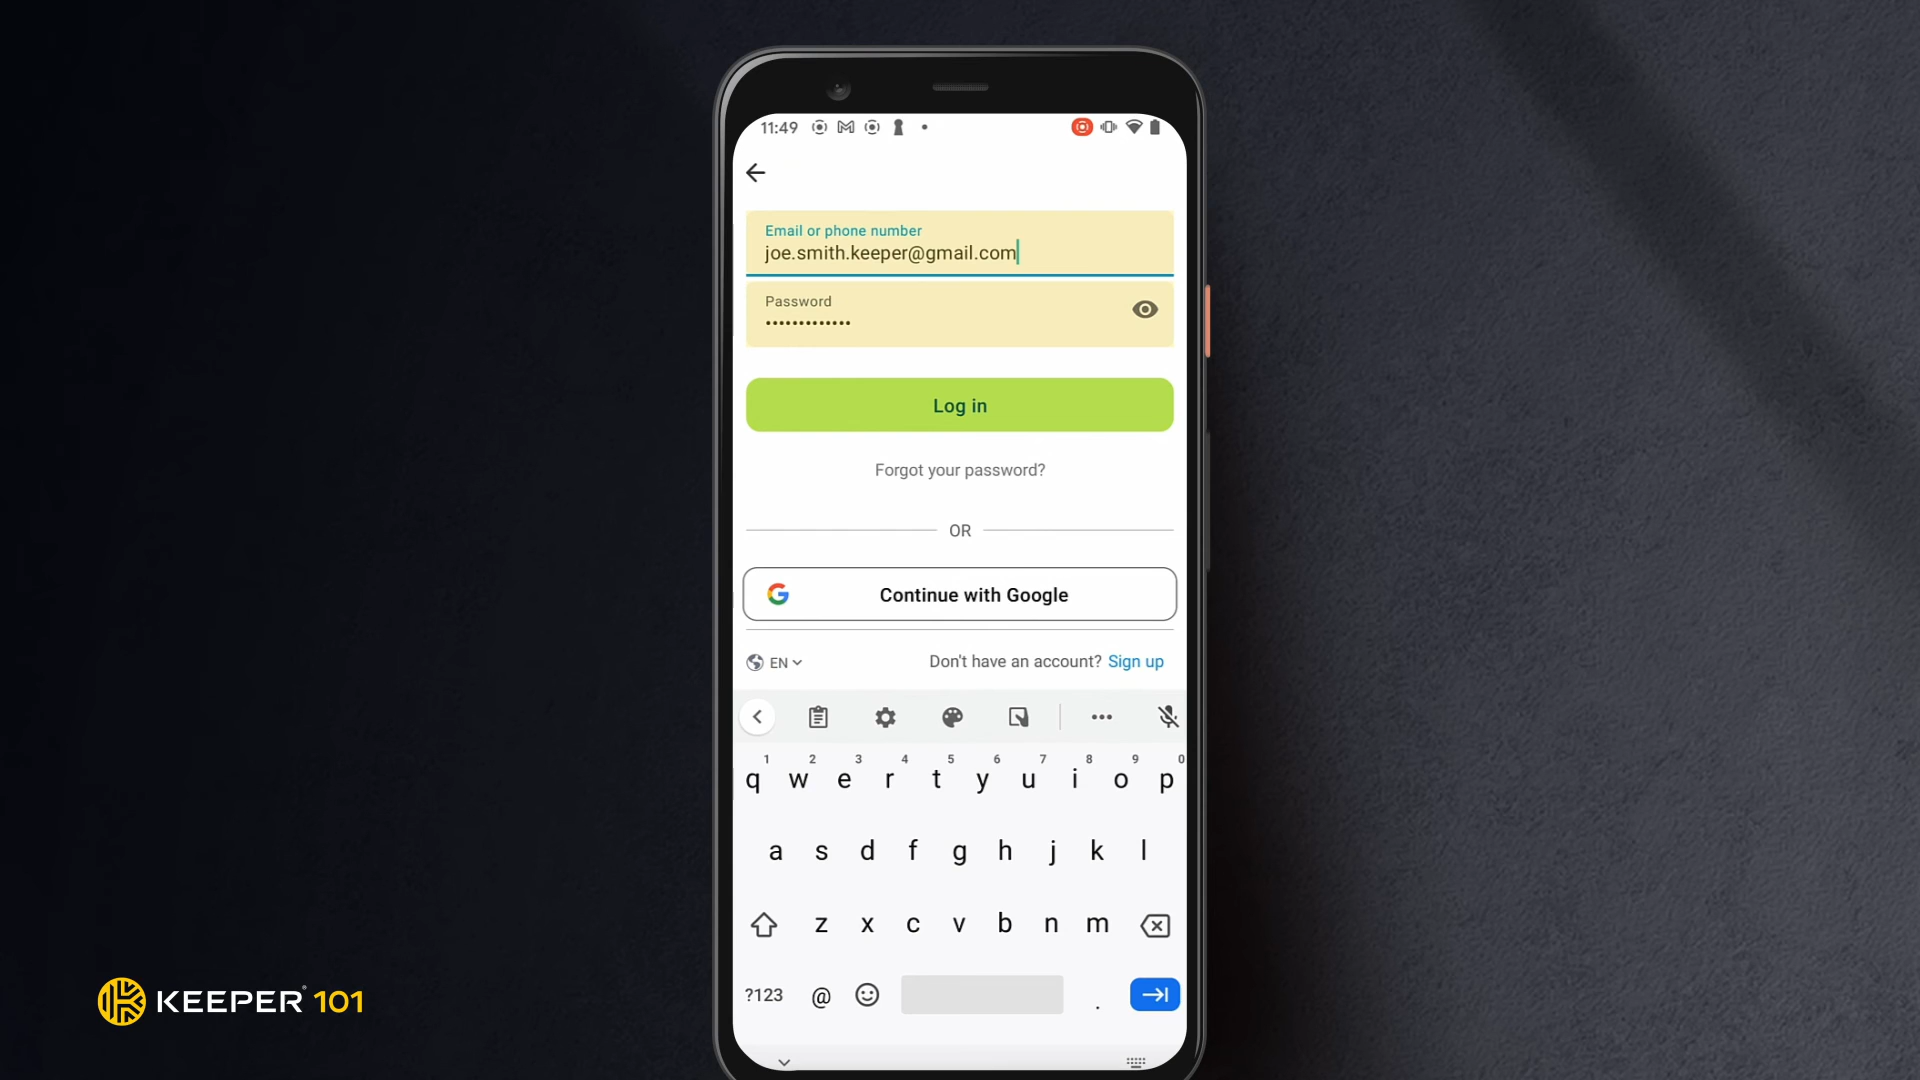 11:49
Email or phone number
joe.smith.keeper@gmail.com
Password
•••••••••••••
Log in
Forgot your password?
OR
Continue with Google
EN
Don't have an account? Sign up
1 2 3 4 5 6 7 8 9 0
q w e r t y u i o p
a s d f g h j k l
z x c v b n m
?123 @ .
KEEPER® 101